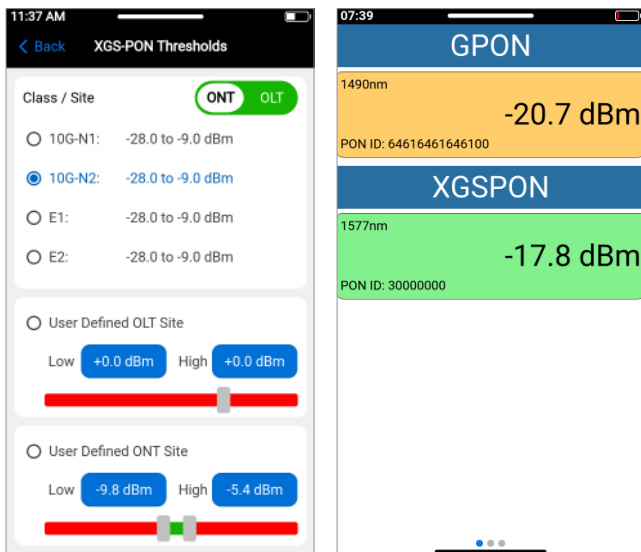 11:37 AM
Back XGS-PON Thresholds
Class / Site ONT OLT
10G-N1: -28.0 to -9.0 dBm
10G-N2: -28.0 to -9.0 dBm
E1: -28.0 to -9.0 dBm
E2: -28.0 to -9.0 dBm
User Defined OLT Site
Low +0.0 dBm High +0.0 dBm
User Defined ONT Site
Low -9.8 dBm High -5.4 dBm
07:39
GPON
1490nm
-20.7 dBm
PON ID: 64616461646100
XGSPON
1577nm
-17.8 dBm
PON ID: 30000000